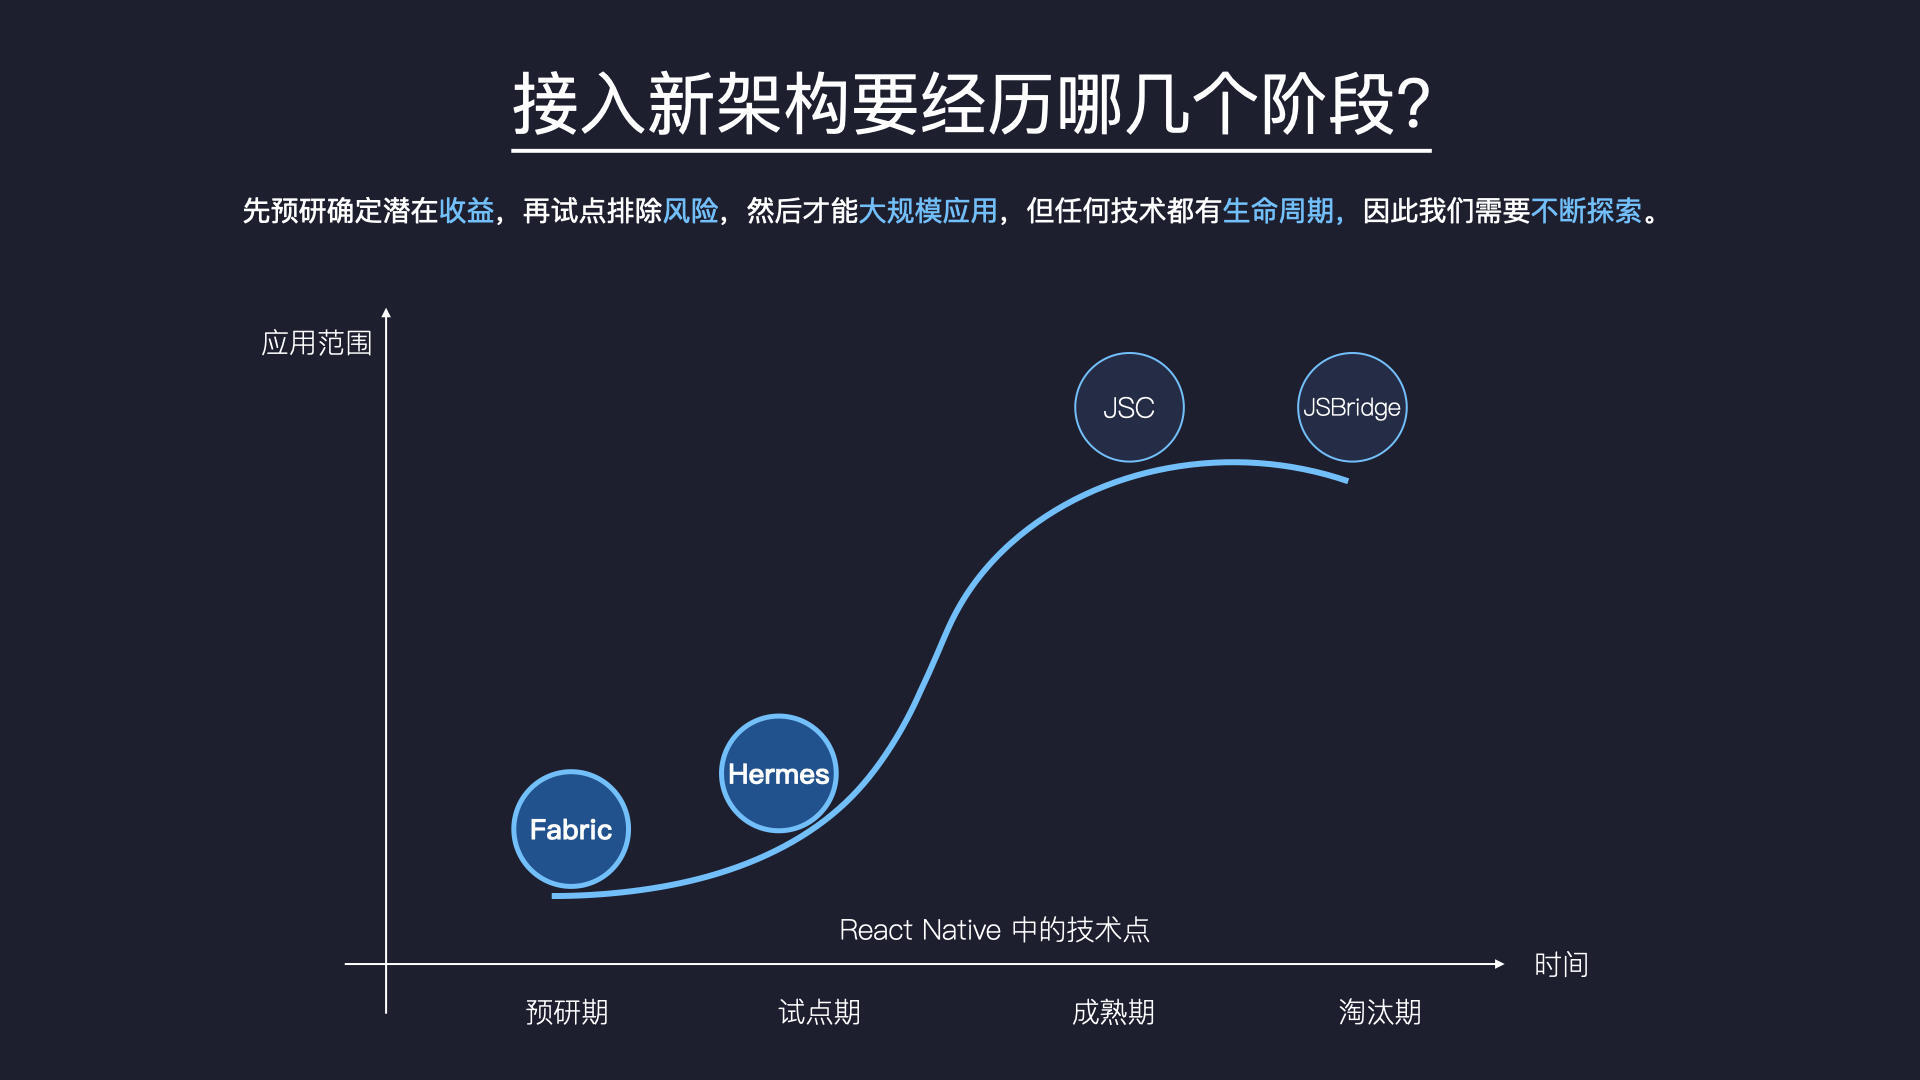 接入新架构要经历哪几个阶段?
先预研确定潜在收益，再试点排除风险，然后才能大规模应用，但任何技术都有生命周期，因此我们需要不断探索。
应用范围
JSC
JSBridge
Hermes
Fabric
React Native 中的技术点
时间
预研期
试点期
成熟期
淘汰期